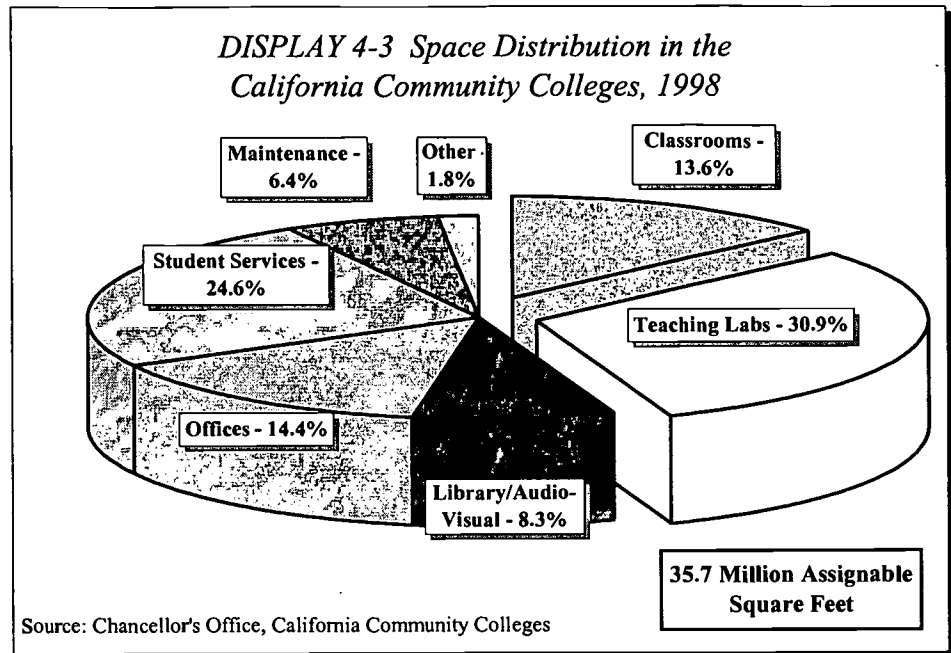 DISPLAY 4-3 Space Distribution in the
California Community Colleges, 1998
Maintenance -
6.4%
Other -
1.8%
Classrooms -
13.6%
Student Services -
24.6%
Teaching Labs - 30.9%
Offices - 14.4%
Library/Audio-
Visual - 8.3%
35.7 Million Assignable
Square Feet
Source: Chancellor's Office, California Community Colleges